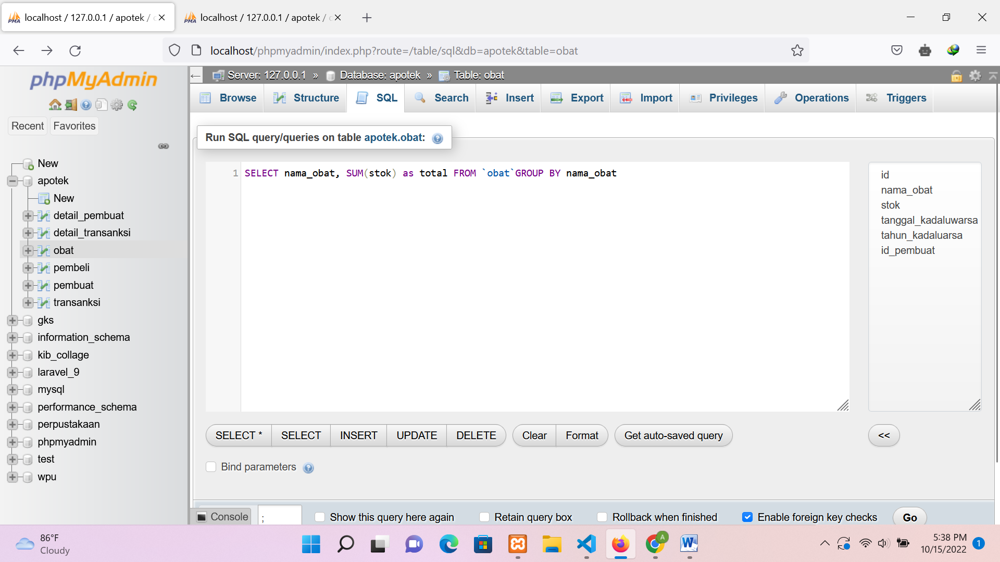 localhost / 127.0.0.1 / apotek /
localhost / 127.0.0.1 / apotek /
localhost/phpmyadmin/index.php?route=/table/sql&db=apotek&table=obat
phpMyAdmin
Server: 127.0.0.1 » Database: apotek » Table: obat
Browse Structure SQL Search Insert Export Import Privileges Operations Triggers
Recent Favorites
Run SQL query/queries on table apotek.obat:
1 SELECT nama_obat, SUM(stok) as total FROM `obat`GROUP BY nama_obat
id
nama_obat
stok
tanggal_kadaluwarsa
tahun_kadaluarsa
id_pembuat
New
apotek
New
detail_pembuat
detail_transanksi
obat
pembeli
pembuat
transanksi
gks
information_schema
kib_collage
laravel_9
mysql
performance_schema
perpustakaan
phpmyadmin
test
wpu
SELECT * SELECT INSERT UPDATE DELETE Clear Format Get auto-saved query <<
Bind parameters
Console ; Show this query here again Retain query box Rollback when finished Enable foreign key checks Go
86°F
Cloudy
A
5:38 PM
10/15/2022
1